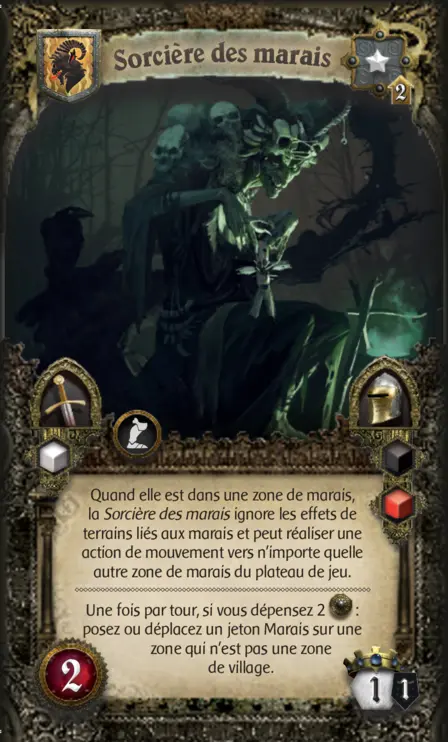 Sorcière des marais
2
Quand elle est dans une zone de marais,
la Sorcière des marais ignore les effets de
terrains liés aux marais et peut réaliser une
action de mouvement vers n'importe quelle
autre zone de marais du plateau de jeu.
Une fois par tour, si vous dépensez 2 :
posez ou déplacez un jeton Marais sur une
zone qui n'est pas une zone
de village.
2
1 1